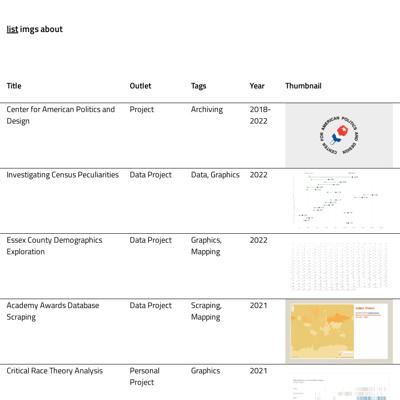 list imgs about
Title Outlet Tags Year Thumbnail
Center for American Politics and Project Archiving 2018-
Design 2022
CENTER FOR AMERICAN POLITICS AND DESIGN
Investigating Census Peculiarities Data Project Data, Graphics 2022
Essex County Demographics Data Project Graphics, 2022
Exploration Mapping
Academy Awards Database Data Project Scraping, 2021
Scraping Mapping
Critical Race Theory Analysis Personal Graphics 2021
Project